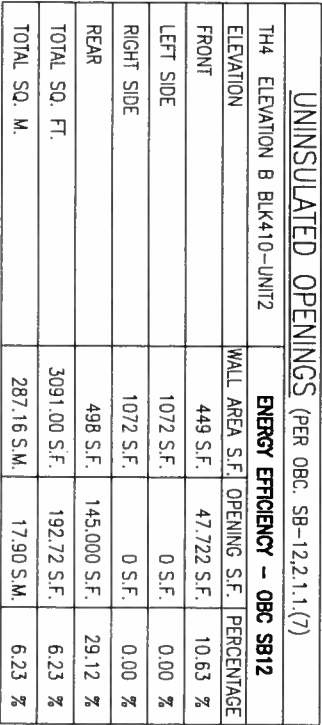 UNINSULATED OPENINGS (PER OBC. SB-12,2.1.1.(7)
TH4 ELEVATION B BLK410-UNIT2 ENERGY EFFICIENCY - OBC SB12
ELEVATION WALL AREA S.F. OPENING S.F. PERCENTAGE
FRONT 449 S.F. 47.722 S.F. 10.63 %
LEFT SIDE 1072 S.F. 0 S.F. 0.00 %
RIGHT SIDE 1072 S.F. 0 S.F. 0.00 %
REAR 498 S.F. 145.000 S.F. 29.12 %
TOTAL SQ. FT. 3091.00 S.F. 192.72 S.F. 6.23 %
TOTAL SQ. M. 287.16 S.M. 17.90 S.M. 6.23 %